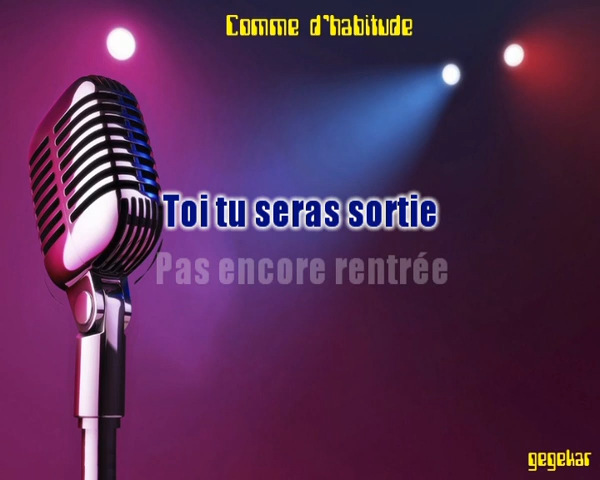 Comme d'habitude
Toi tu seras sortie
Pas encore rentrée
gegekar